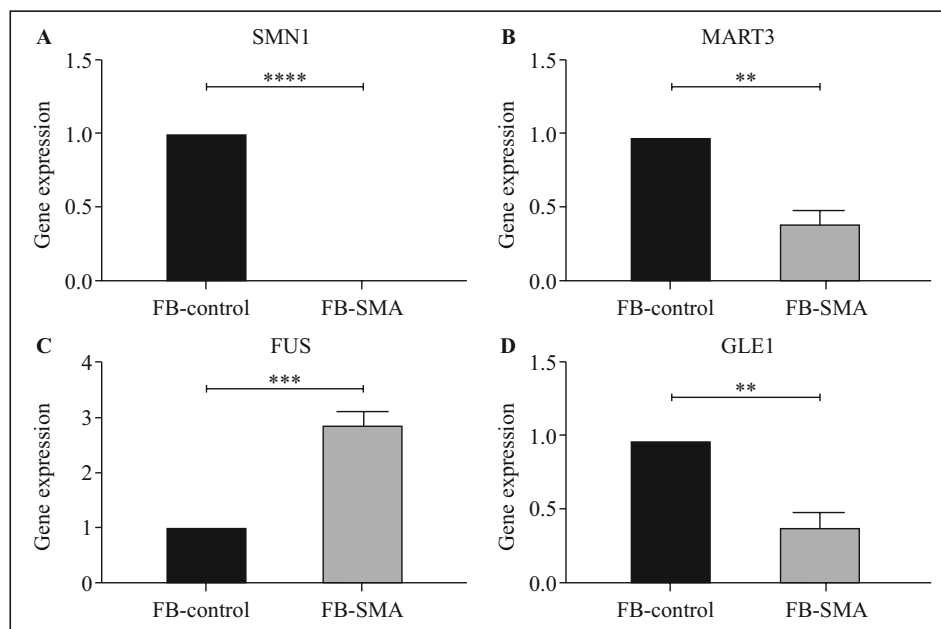 A SMN1
1.5
****
1.0
0.5
0.0
Gene expression
FB-control FB-SMA
B MART3
1.5
**
1.0
0.5
0.0
Gene expression
FB-control FB-SMA
C FUS
4
***
3
2
1
0
Gene expression
FB-control FB-SMA
D GLE1
1.5
**
1.0
0.5
0.0
Gene expression
FB-control FB-SMA